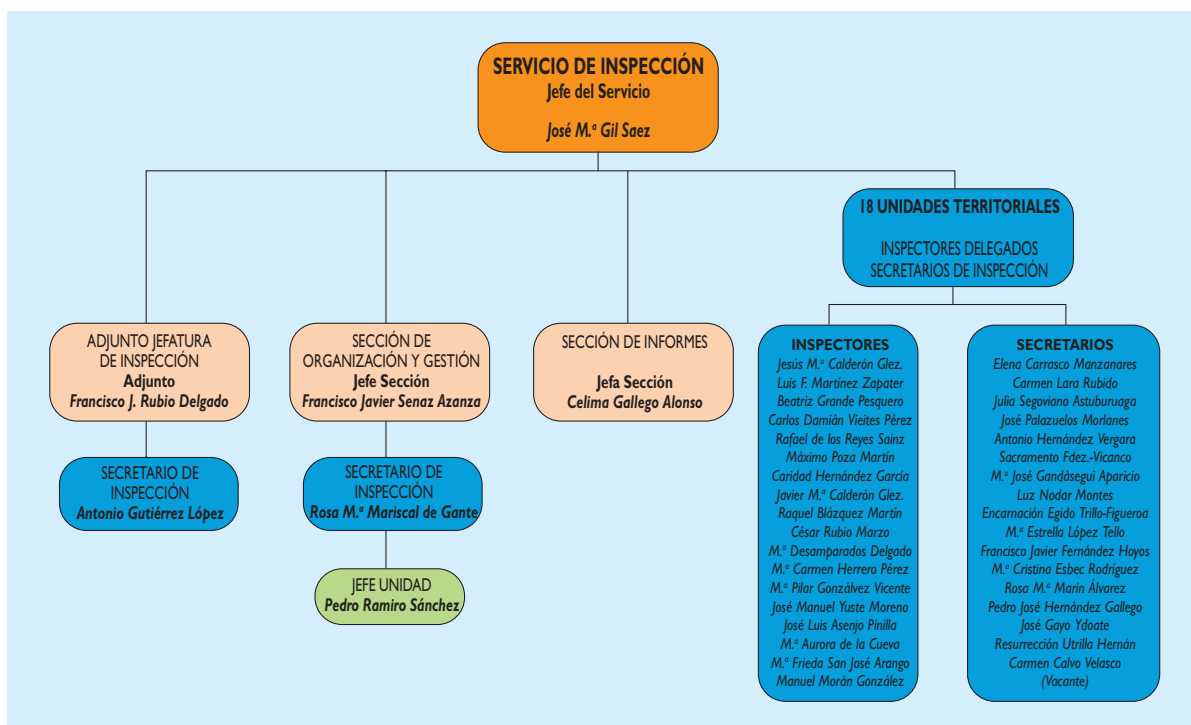 SERVICIO DE INSPECCIÓN
Jefe del Servicio
José M.ª Gil Saez
18 UNIDADES TERRITORIALES
INSPECTORES DELEGADOS
SECRETARIOS DE INSPECCIÓN
ADJUNTO JEFATURA
DE INSPECCIÓN
Adjunto
Francisco J. Rubio Delgado
SECRETARIO DE
INSPECCIÓN
Antonio Gutiérrez López
SECCIÓN DE
ORGANIZACIÓN Y GESTIÓN
Jefe Sección
Francisco Javier Senaz Azanza
SECRETARIO DE
INSPECCIÓN
Rosa M.ª Mariscal de Gante
JEFE UNIDAD
Pedro Ramiro Sánchez
SECCIÓN DE INFORMES
Jefa Sección
Celima Gallego Alonso
INSPECTORES
Jesús M.ª Calderón Glez.
Luis F. Martínez Zapater
Beatriz Grande Pesquero
Carlos Damián Vieites Pérez
Rafael de los Reyes Sainz
Máximo Poza Martín
Caridad Hernández García
Javier M.ª Calderón Glez.
Raquel Blázquez Martín
César Rubio Marzo
M.ª Desamparados Delgado
M.ª Carmen Herrero Pérez
M.ª Pilar Gonzálvez Vicente
José Manuel Yuste Moreno
José Luis Asenjo Pinilla
M.ª Aurora de la Cueva
M.ª Frieda San José Arango
Manuel Morán González
SECRETARIOS
Elena Carrasco Manzanares
Carmen Lara Rubido
Julia Segoviano Astuburuaga
José Palazuelos Morlanes
Antonio Hernández Vergara
Sacramento Fdez.-Vicanco
M.ª José Gandásegui Aparicio
Luz Nodar Montes
Encarnación Egido Trillo-Figueroa
M.ª Estrella López Tello
Francisco Javier Fernández Hoyos
M.ª Cristina Esbec Rodríguez
Rosa M.ª Marín Álvarez
Pedro José Hernández Gallego
José Gayo Ydoate
Resurrección Utrilla Hernán
Carmen Calvo Velasco
(Vacante)